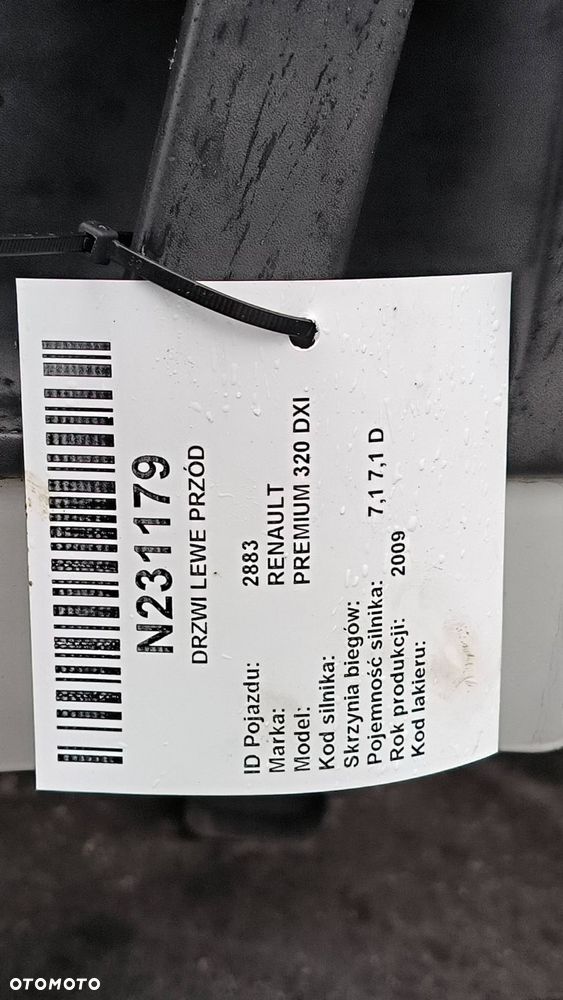 N231179
DRZWI LEWE PRZÓD
ID Pojazdu: 2883
Marka: RENAULT
Model: PREMIUM 320 DXI
Kod silnika:
Skrzynia biegów:
Pojemność silnika: 7,1 7,1 D
Rok produkcji: 2009
Kod lakieru:
OTOMOTO